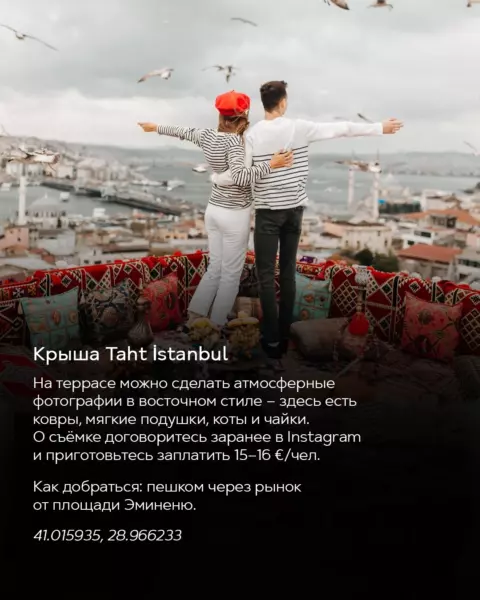 Крыша Taht İstanbul
На террасе можно сделать атмосферные
фотографии в восточном стиле – здесь есть
ковры, мягкие подушки, коты и чайки.
О съёмке договоритесь заранее в Instagram
и приготовьтесь заплатить 15–16 €/чел.
Как добраться: пешком через рынок
от площади Эминеню.
41.015935, 28.966233